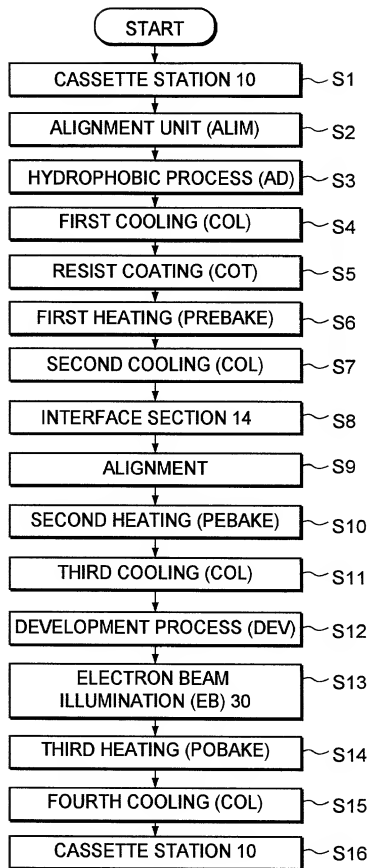 START
CASSETTE STATION 10 S1
ALIGNMENT UNIT (ALIM) S2
HYDROPHOBIC PROCESS (AD) S3
FIRST COOLING (COL) S4
RESIST COATING (COT) S5
FIRST HEATING (PREBAKE) S6
SECOND COOLING (COL) S7
INTERFACE SECTION 14 S8
ALIGNMENT S9
SECOND HEATING (PEBAKE) S10
THIRD COOLING (COL) S11
DEVELOPMENT PROCESS (DEV) S12
ELECTRON BEAM S13
ILLUMINATION (EB) 30
THIRD HEATING (POBAKE) S14
FOURTH COOLING (COL) S15
CASSETTE STATION 10 S16